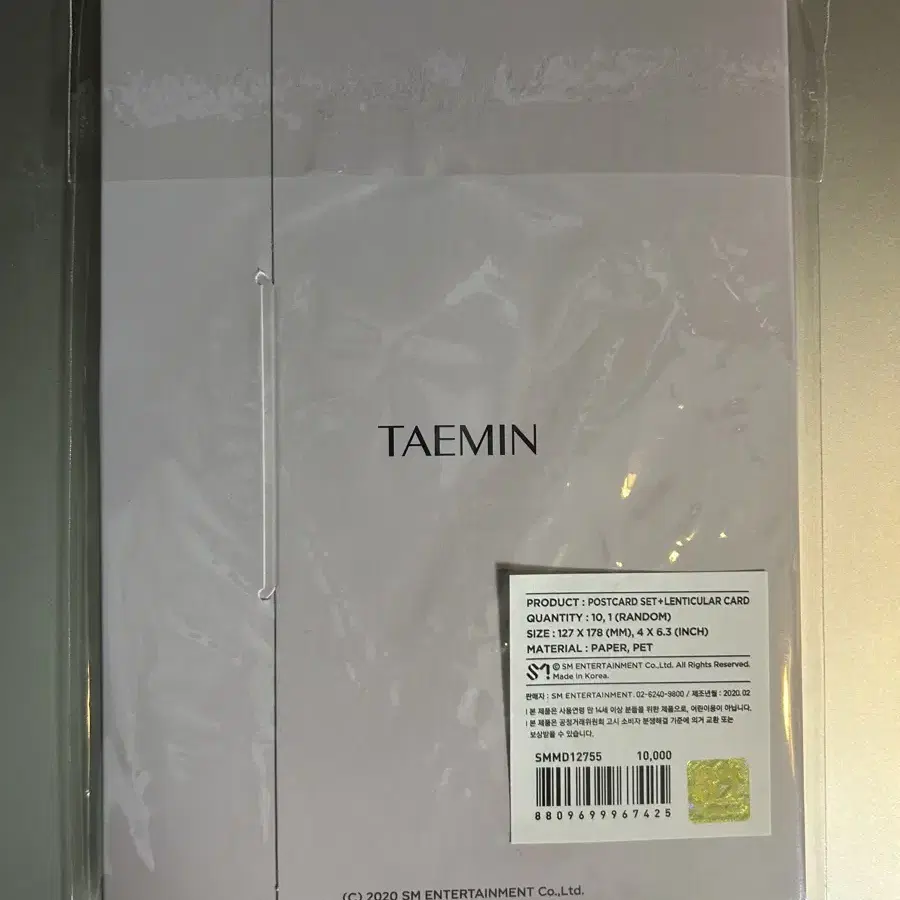 TAEMIN
PRODUCT : POSTCARD SET+LENTICULAR CARD
QUANTITY : 10, 1 (RANDOM)
SIZE : 127 X 178 (MM), 4 X 6.3 (INCH)
MATERIAL : PAPER, PET
SM! © SM ENTERTAINMENT Co.,Ltd. All Rights Reserved.
Made in Korea.
판매자 : SM ENTERTAINMENT. 02-6240-9800 / 제조년월 : 2020. 02
본 제품은 사용연령 만 14세 이상 분들을 위한 제품으로, 어린이용이 아닙니다.
본 제품은 공정거래위원회 고시 소비자 분쟁해결 기준에 의거 교환 또는
보상받을 수 있습니다.
SMMD12755 10,000
8809699967425
(C) 2020 SM ENTERTAINMENT Co.,Ltd.